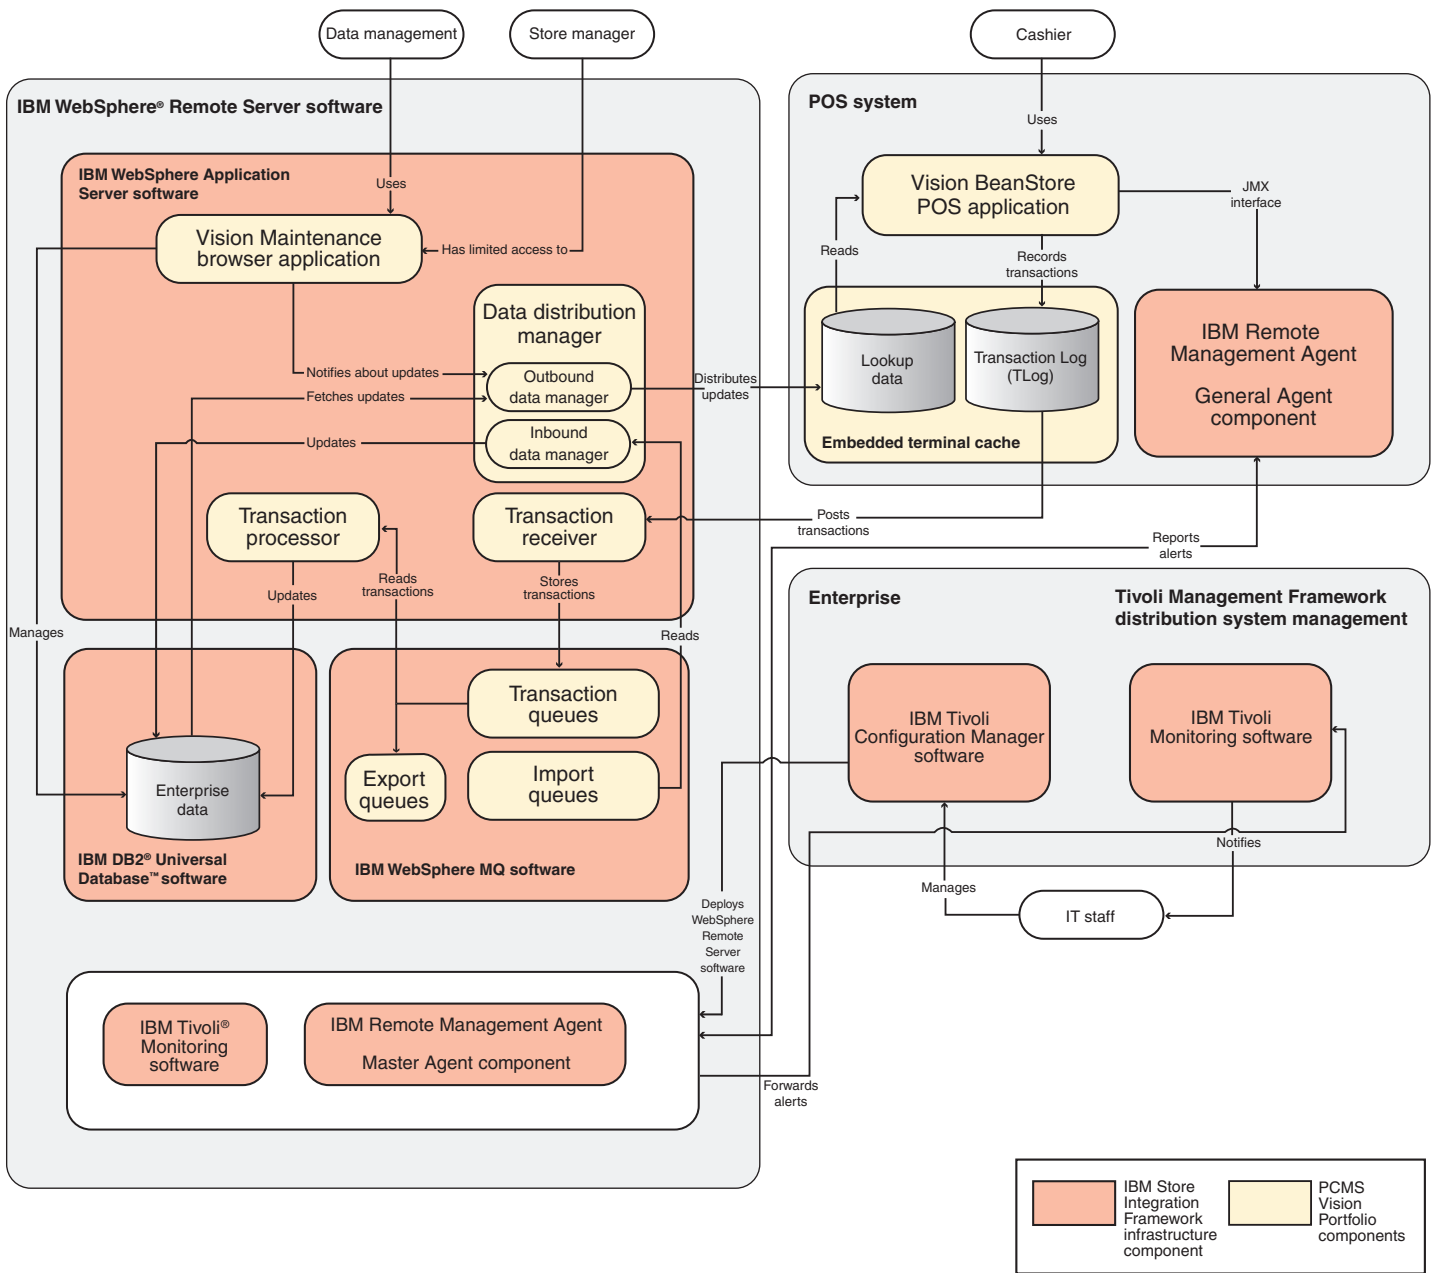 Data management
Store manager
Cashier
IBM WebSphere® Remote Server software
IBM WebSphere Application
Server software
Uses
Vision Maintenance
browser application
Has limited access to
Data distribution
manager
Notifies about updates
Outbound
data manager
Fetches updates
Inbound
data manager
Updates
Distributes
updates
Transaction
processor
Transaction
receiver
Updates
Reads
transactions
Stores
transactions
Manages
Reads
Transaction
queues
Import
queues
Export
queues
Enterprise
data
IBM DB2® Universal
Database™ software
IBM WebSphere MQ software
POS system
Uses
Vision BeanStore
POS application
JMX
interface
Reads
Records
transactions
Lookup
data
Transaction Log
(TLog)
Embedded terminal cache
IBM Remote
Management Agent
General Agent
component
Posts
transactions
Reports
alerts
Enterprise
Tivoli Management Framework
distribution system management
IBM Tivoli
Configuration Manager
software
IBM Tivoli
Monitoring software
Notifies
Manages
IT staff
Deploys
WebSphere
Remote
Server
software
IBM Tivoli®
Monitoring
software
IBM Remote Management Agent
Master Agent component
Forwards
alerts
IBM Store
Integration
Framework
infrastructure
component
PCMS
Vision
Portfolio
components